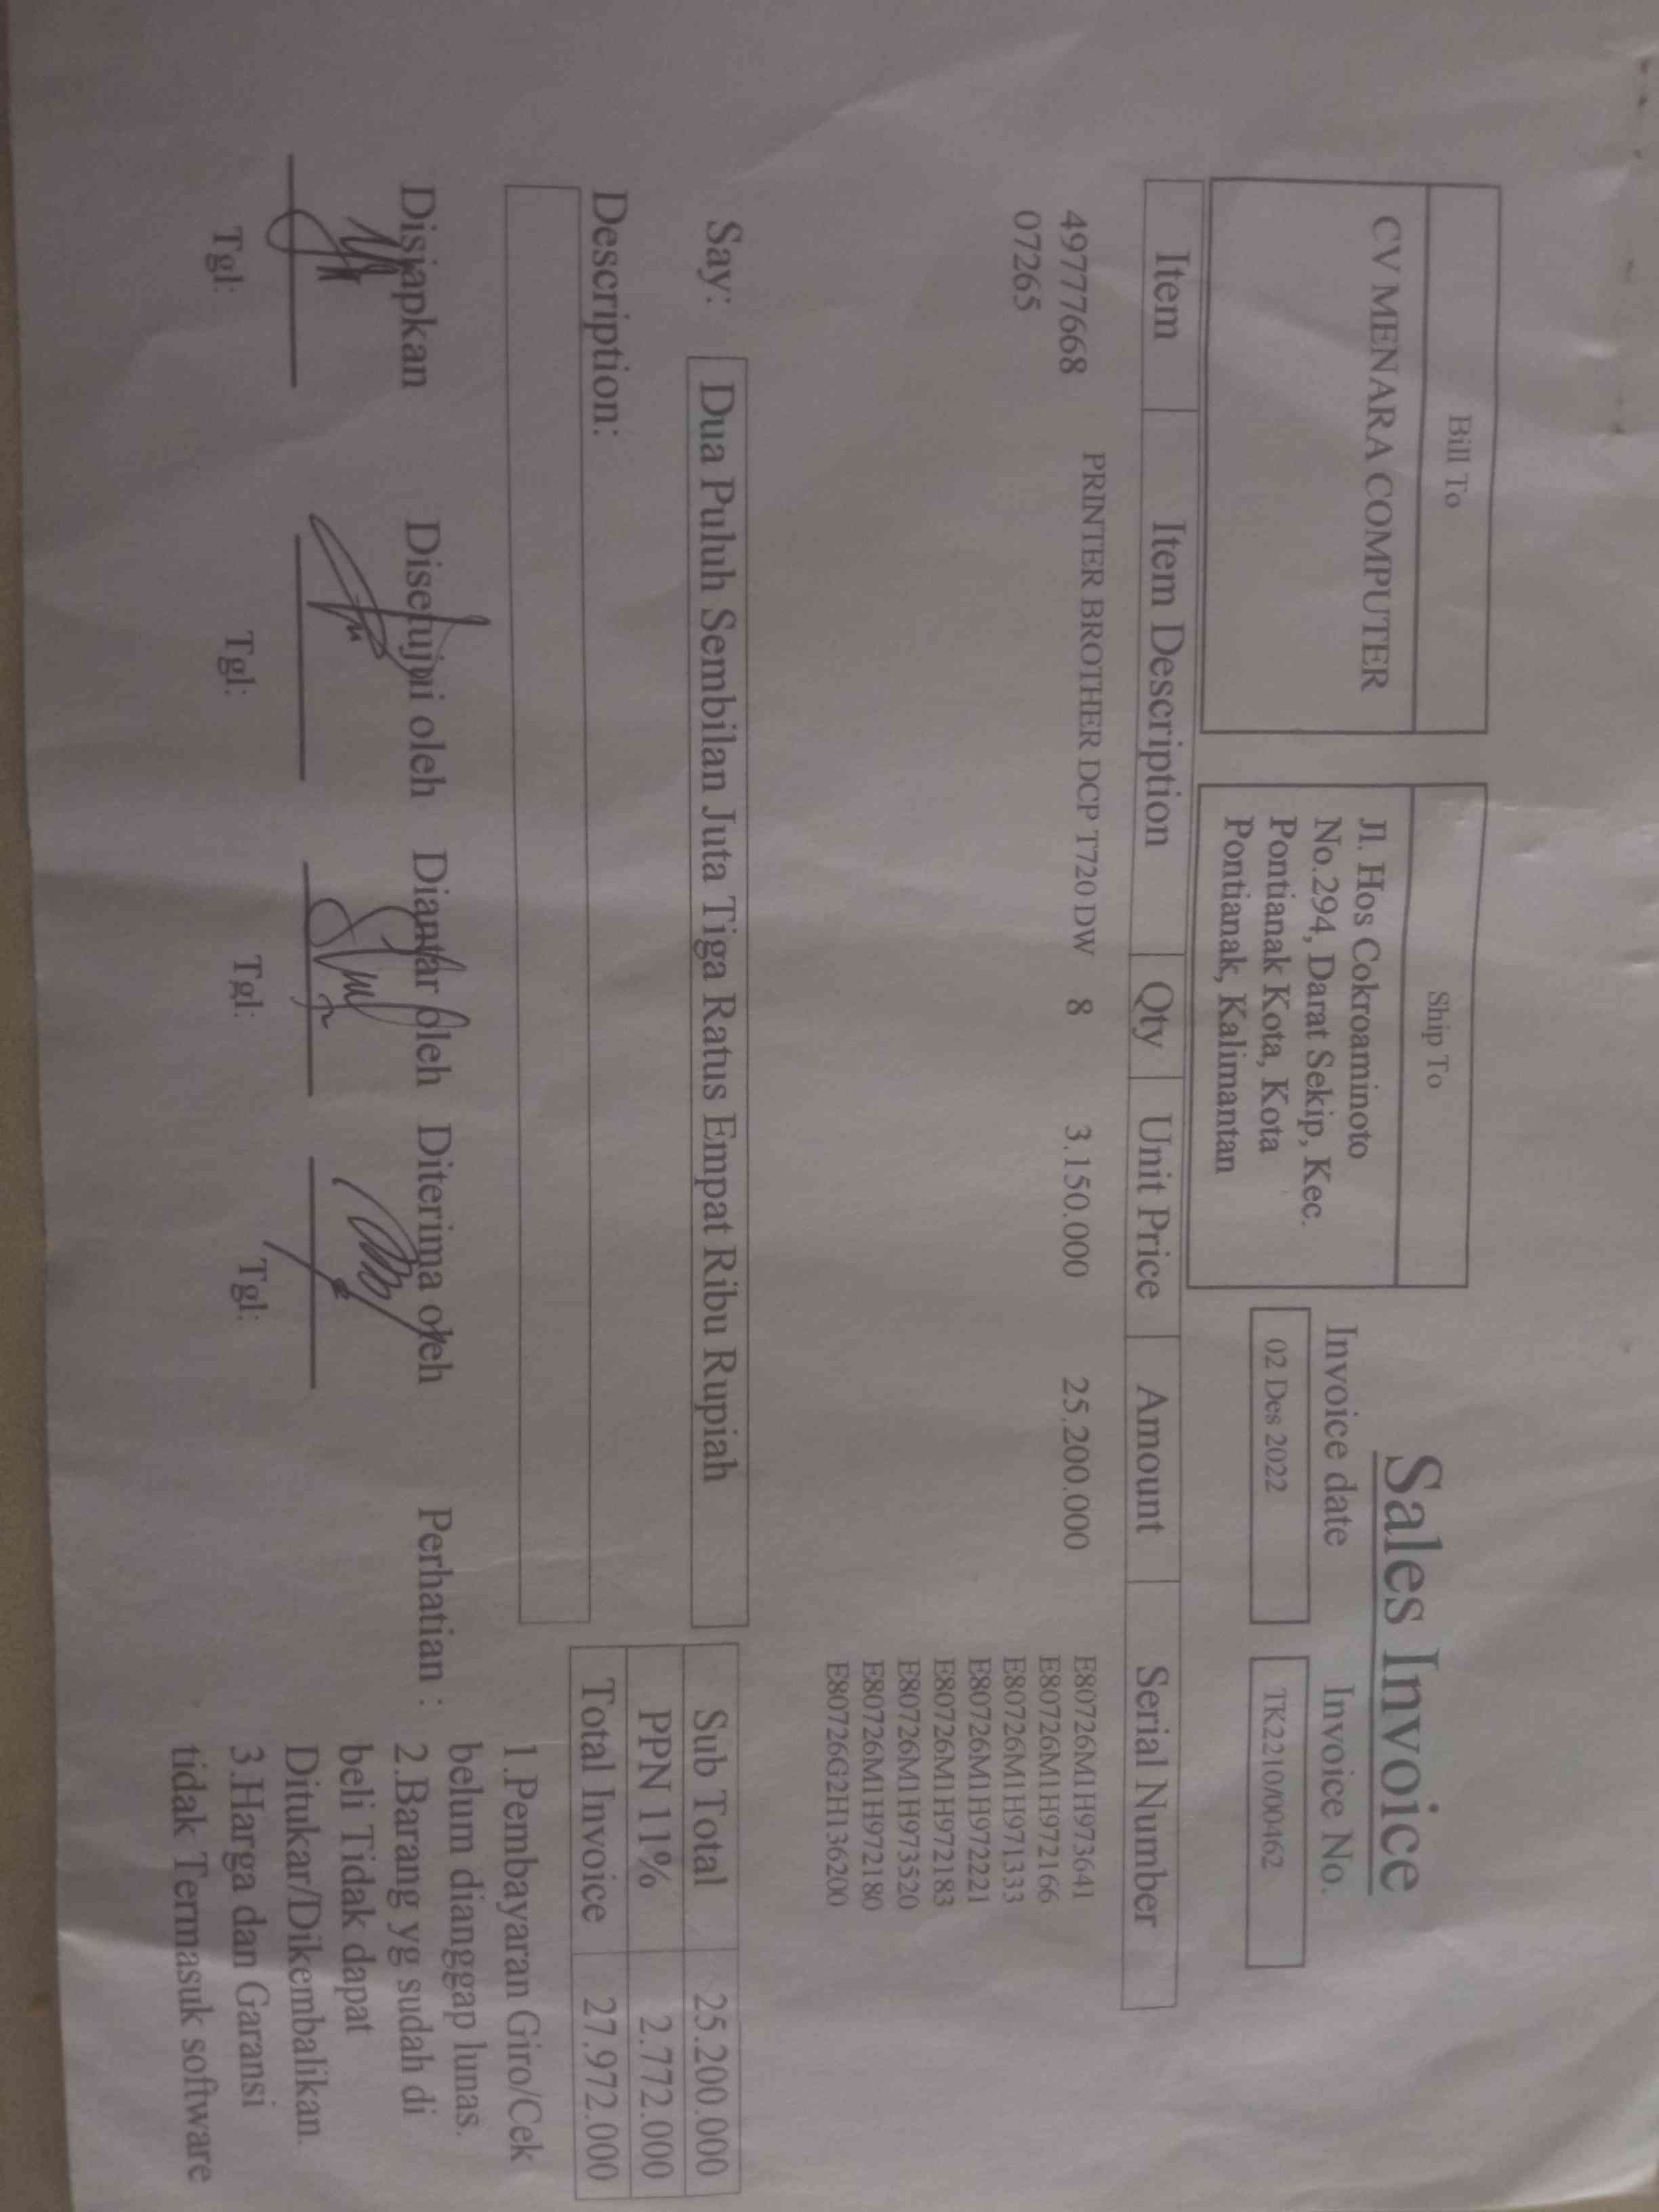 Sales Invoice
Bill To
CV MENARA COMPUTER
Ship To
Jl. Hos Cokroaminoto
No.294, Darat Sekip, Kec.
Pontianak Kota, Kota
Pontianak, Kalimantan
Invoice date
02 Des 2022
Invoice No.
TK2210/00462
Item Item Description Qty Unit Price Amount Serial Number
49777668 PRINTER BROTHER DCP T720 DW 8 3.150.000 25.200.000 E80726M1H973641
07265
E80726M1H972166
E80726M1H971333
E80726M1H972221
E80726M1H972183
E80726M1H973520
E80726M1H972180
E80726G2H136200
Say: Dua Puluh Sembilan Juta Tiga Ratus Empat Ribu Rupiah
Sub Total 25.200.000
PPN 11% 2.772.000
Total Invoice 27.972.000
Description:
Disiapkan
Tgl:
Disetujui oleh
Tgl:
Diantar oleh
Tgl:
Diterima oleh
Tgl:
Perhatian :
1.Pembayaran Giro/Cek
belum dianggap lunas.
2.Barang yg sudah di
beli Tidak dapat
Ditukar/Dikembalikan.
3.Harga dan Garansi
tidak Termasuk software